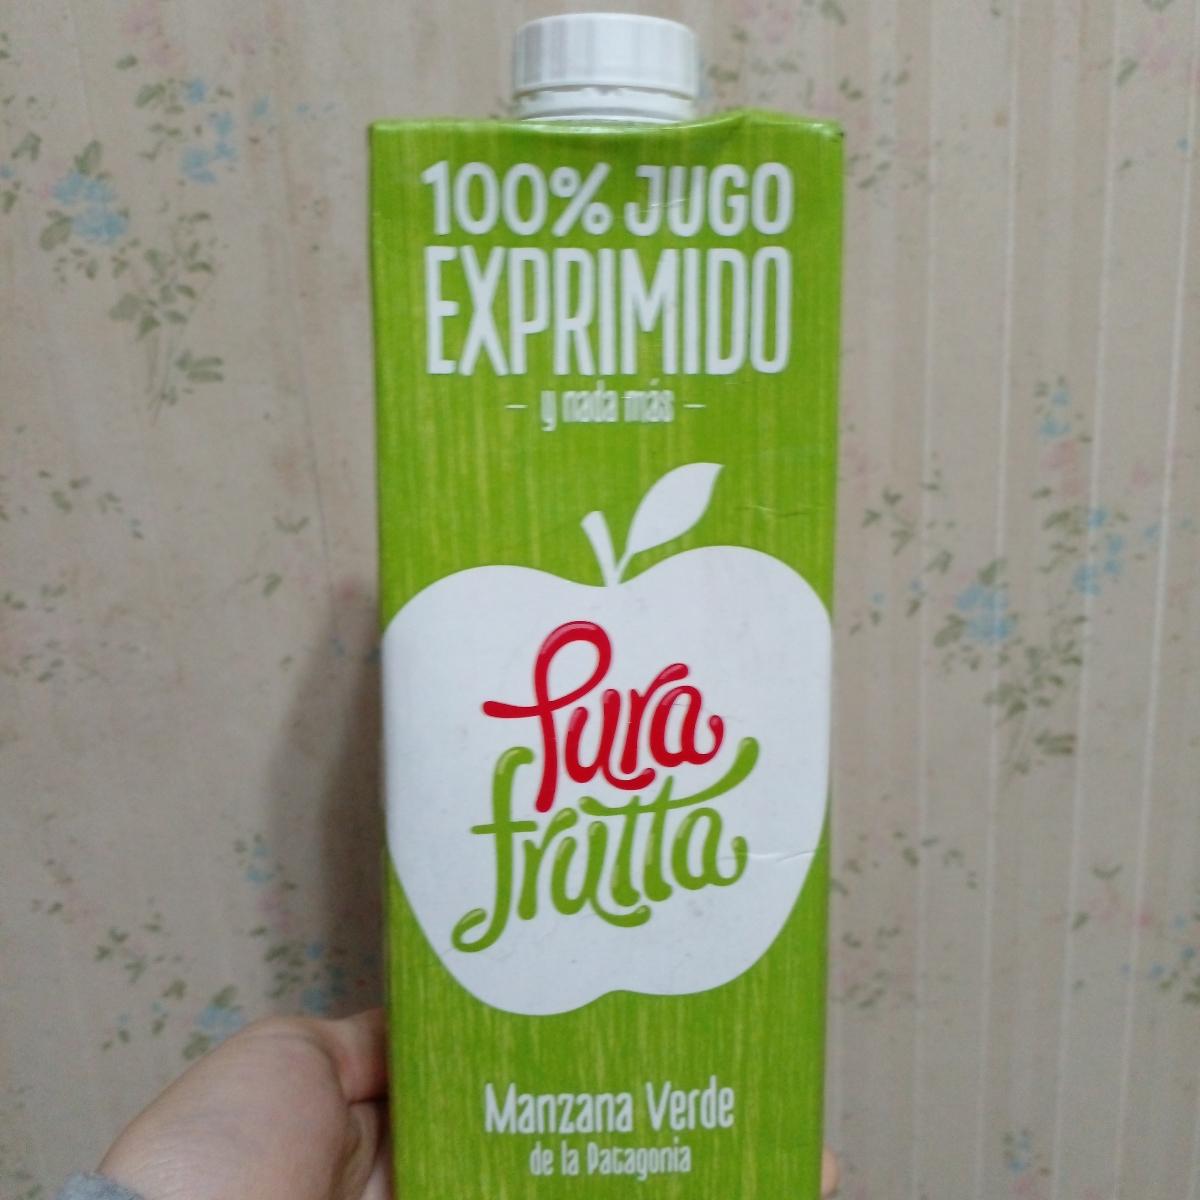 100% JUGO
EXPRIMIDO
- y nada más -
Pura
frutta
Manzana Verde
de la Patagonia